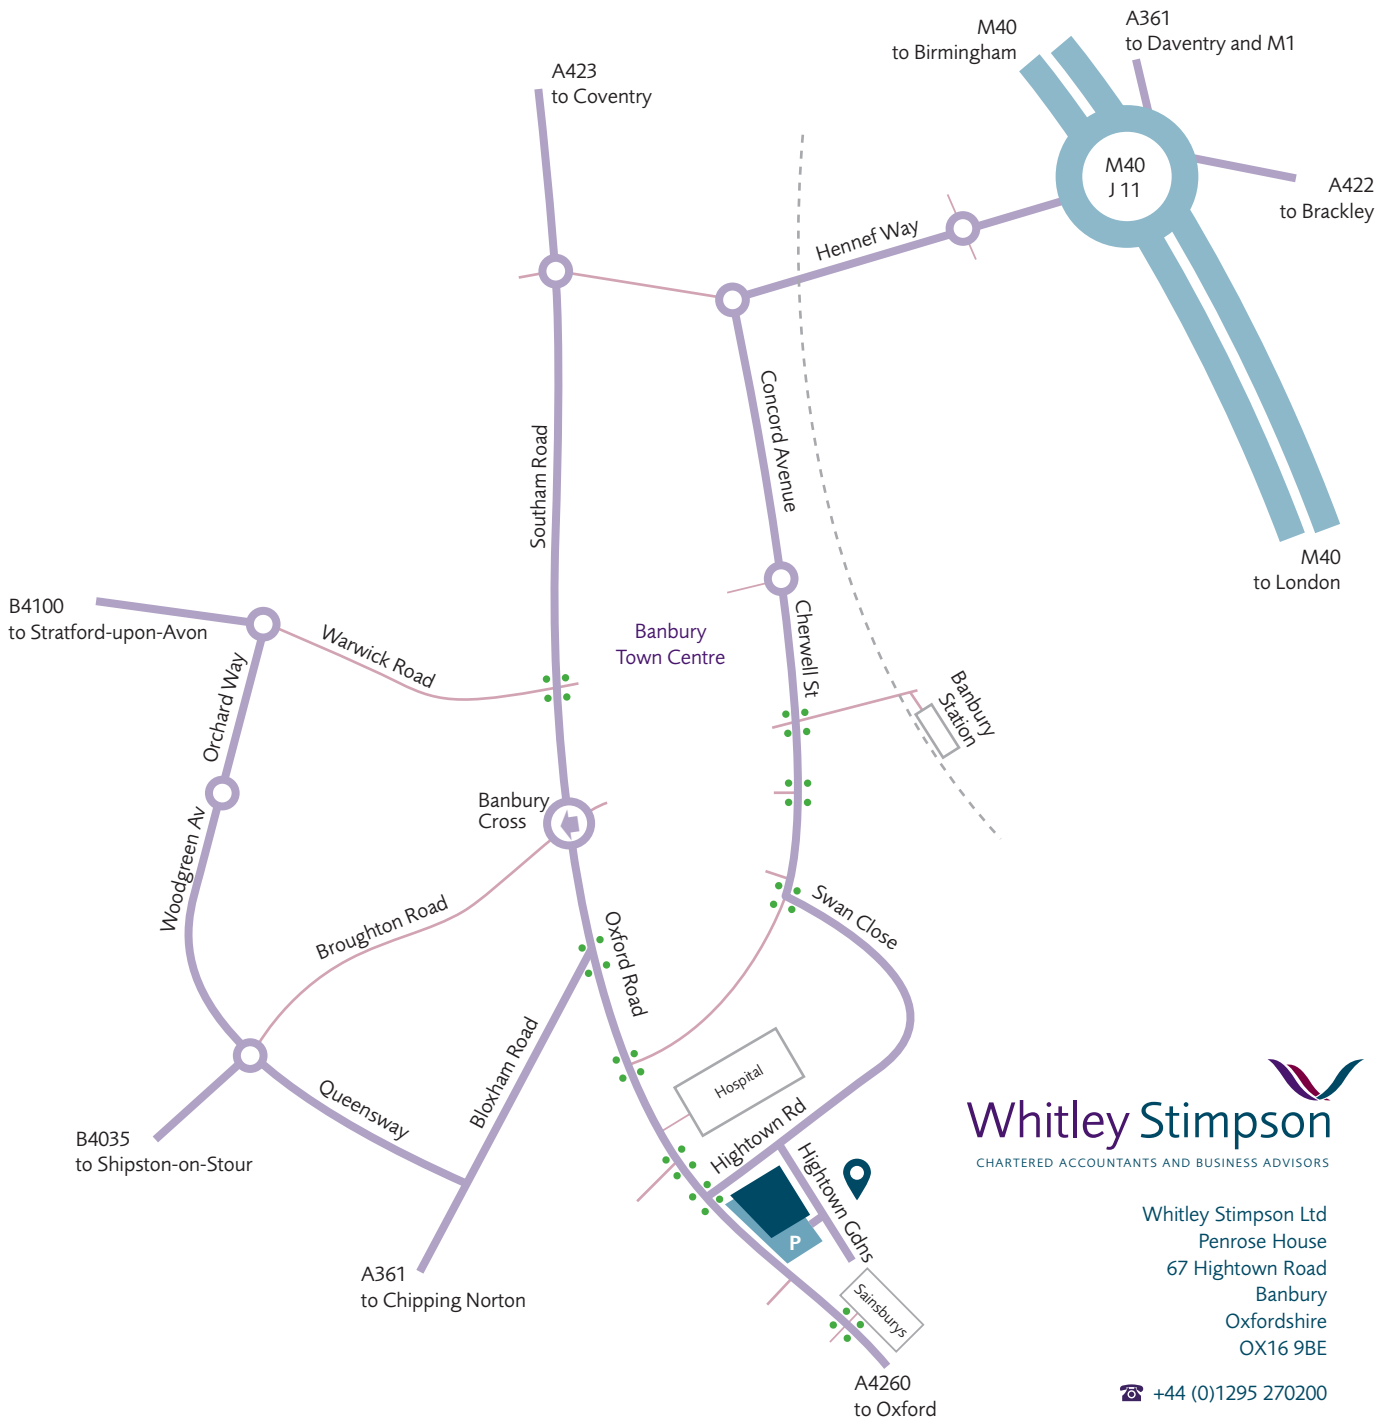 M40
to Birmingham
A361
to Daventry and M1
A423
to Coventry
M40
J 11
A422
to Brackley
Hennef Way
Concord Avenue
Southam Road
M40
to London
B4100
to Stratford-upon-Avon
Warwick Road
Banbury
Town Centre
Cherwell St
Orchard Way
Banbury
Station
Banbury
Cross
Woodgreen Av
Swan Close
Broughton Road
Oxford Road
Bloxham Road
Queensway
Hospital
Hightown Rd
Hightown Gdns
B4035
to Shipston-on-Stour
P
A361
to Chipping Norton
Sainsburys
A4260
to Oxford
Whitley Stimpson
CHARTERED ACCOUNTANTS AND BUSINESS ADVISORS
Whitley Stimpson Ltd
Penrose House
67 Hightown Road
Banbury
Oxfordshire
OX16 9BE
+44 (0)1295 270200